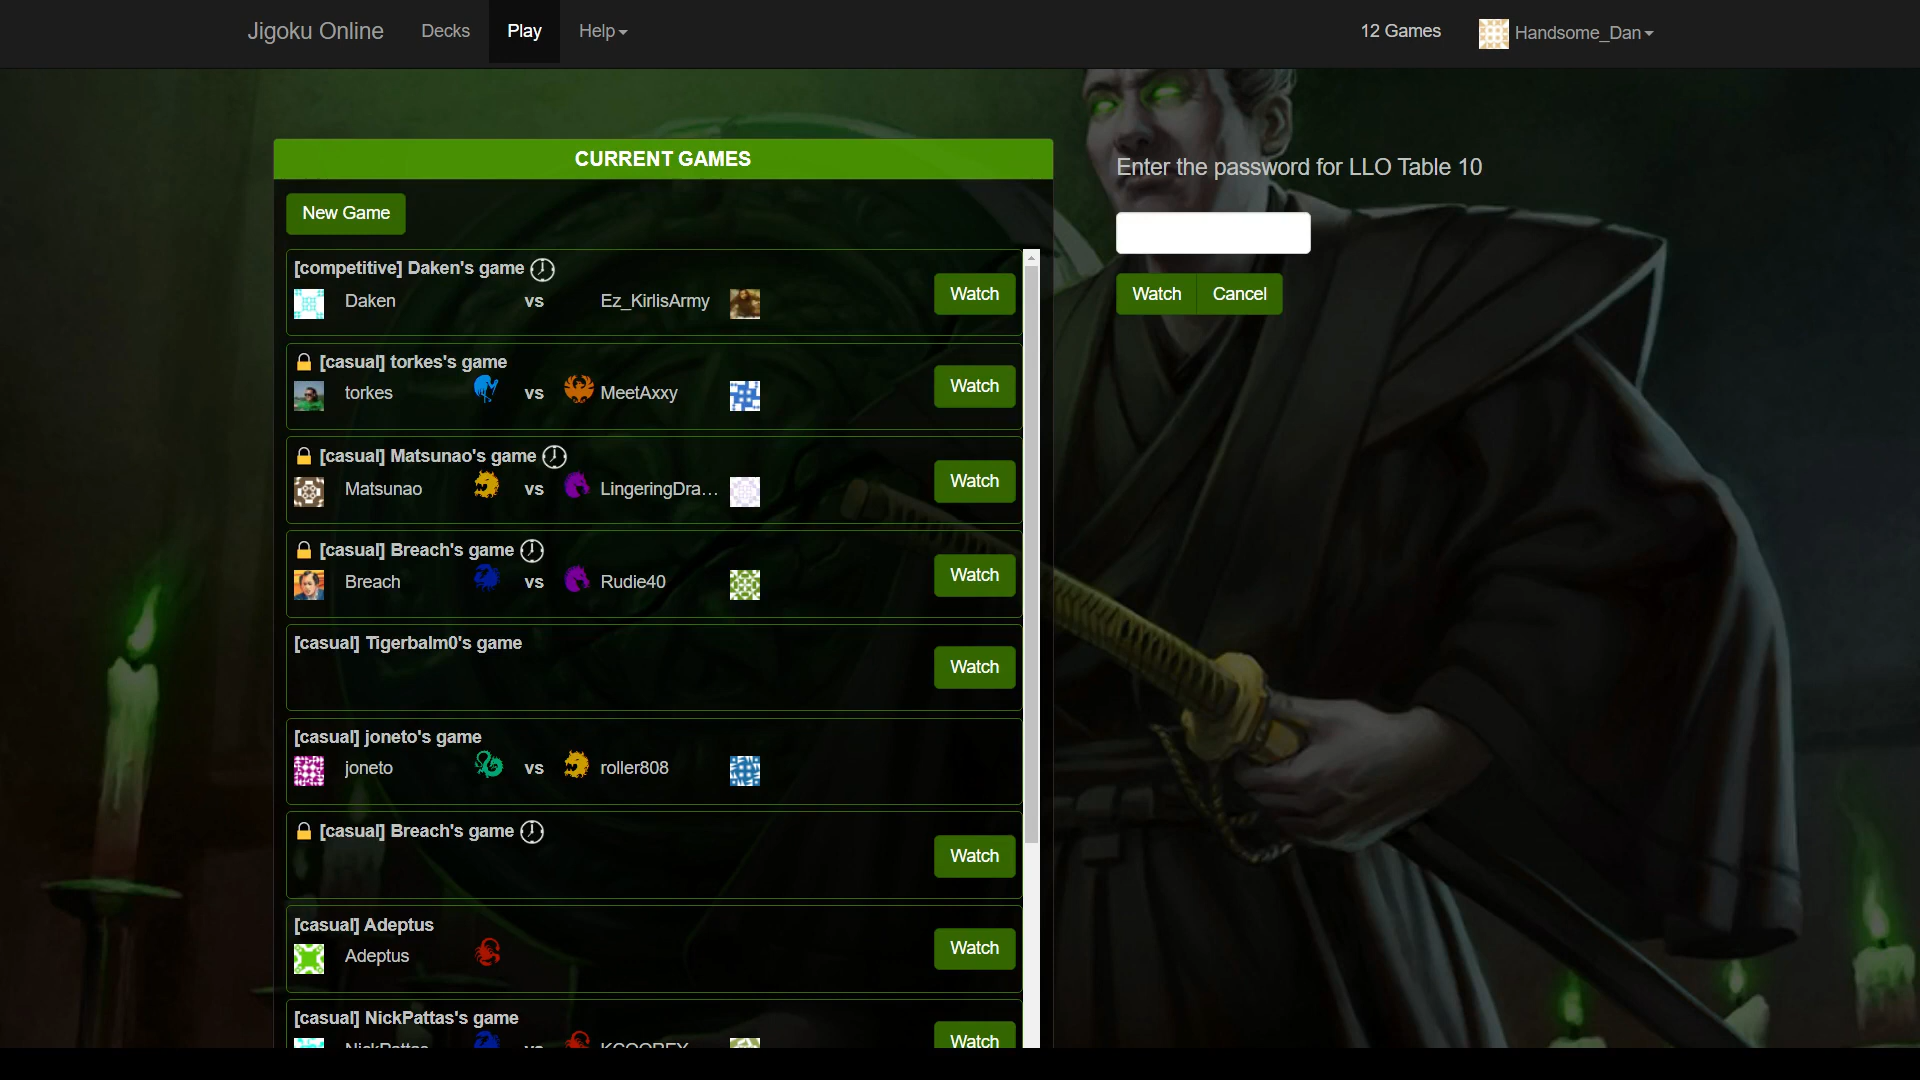 Jigoku Online Decks Play Help 12 Games Handsome_Dan
CURRENT GAMES
New Game
[competitive] Daken's game
Daken vs Ez_KirlisArmy Watch
[casual] torkes's game
torkes vs MeetAxxy Watch
[casual] Matsunao's game
Matsunao vs LingeringDra... Watch
[casual] Breach's game
Breach vs Rudie40 Watch
[casual] Tigerbalm0's game
Watch
[casual] joneto's game
joneto vs roller808
[casual] Breach's game
Watch
[casual] Adeptus
Adeptus Watch
[casual] NickPattas's game
NickPattas vs Watch
Enter the password for LLO Table 10
Watch Cancel